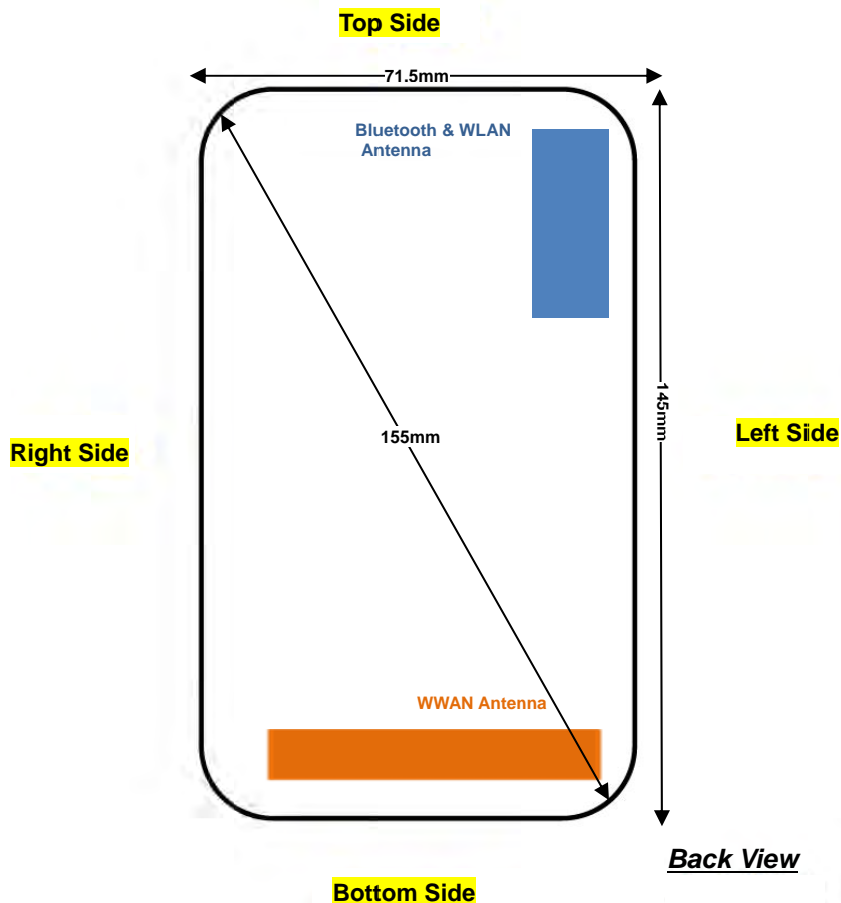 Top Side
71.5mm
Bluetooth & WLAN
Antenna
145mm
155mm
Right Side
Left Side
WWAN Antenna
Back View
Bottom Side